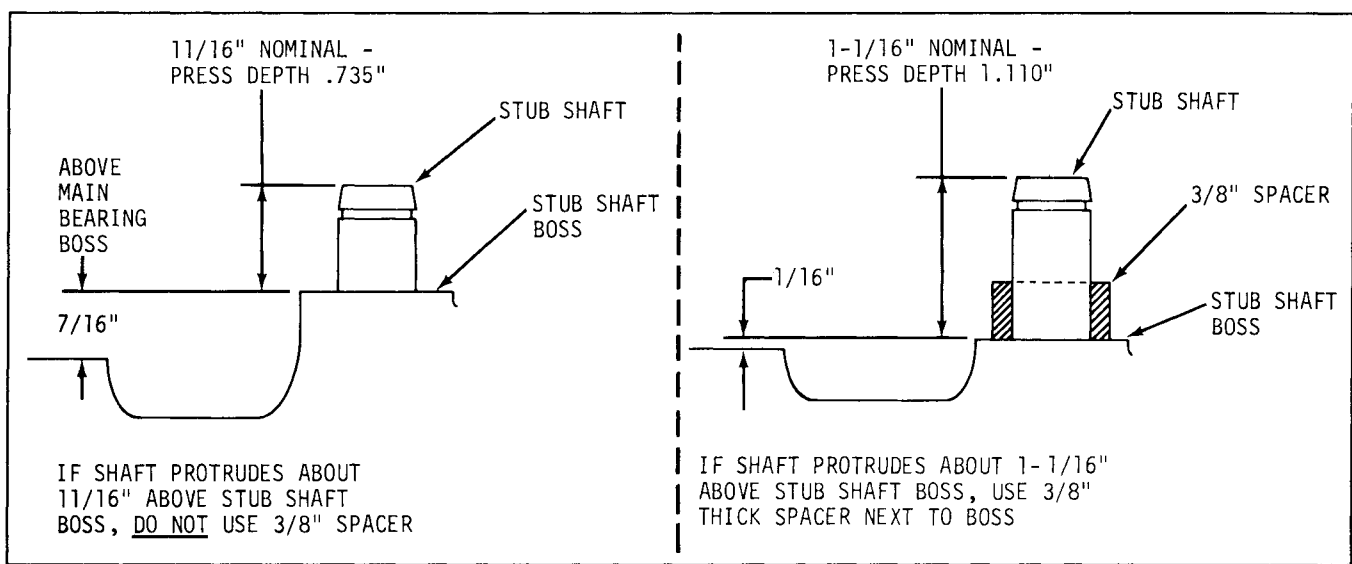 11/16" NOMINAL -
PRESS DEPTH .735"
STUB SHAFT
ABOVE
MAIN
BEARING
BOSS
STUB SHAFT
BOSS
7/16"
IF SHAFT PROTRUDES ABOUT
11/16" ABOVE STUB SHAFT
BOSS, DO NOT USE 3/8" SPACER
1-1/16" NOMINAL -
PRESS DEPTH 1.110"
STUB SHAFT
3/8" SPACER
1/16"
STUB SHAFT
BOSS
IF SHAFT PROTRUDES ABOUT 1-1/16"
ABOVE STUB SHAFT BOSS, USE 3/8"
THICK SPACER NEXT TO BOSS